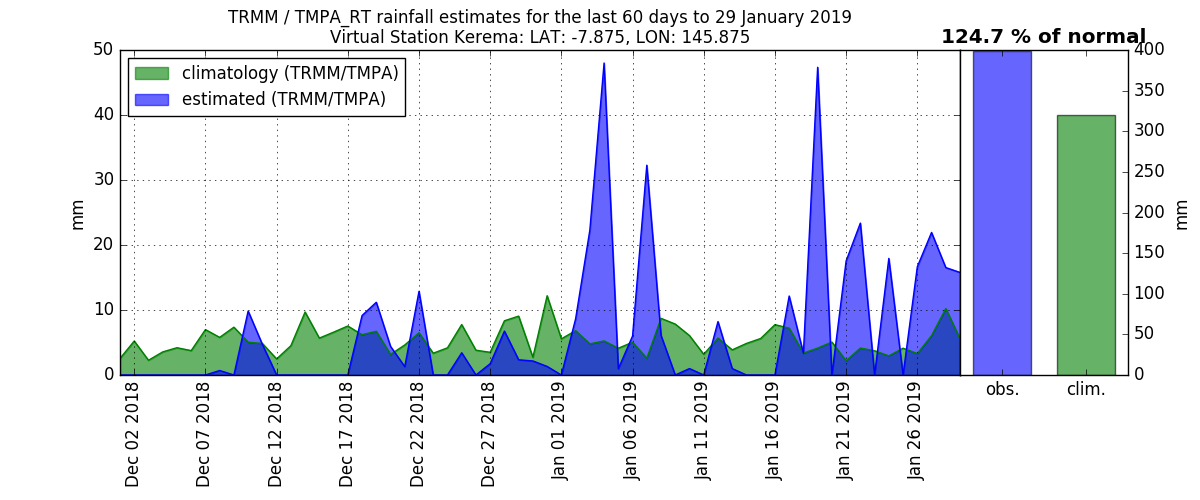 TRMM / TMPA_RT rainfall estimates for the last 60 days to 29 January 2019
Virtual Station Kerema: LAT: -7.875, LON: 145.875
124.7 % of normal
climatology (TRMM/TMPA)
estimated (TRMM/TMPA)
50
40
30
20
10
0
mm
Dec 02 2018
Dec 07 2018
Dec 12 2018
Dec 17 2018
Dec 22 2018
Dec 27 2018
Jan 01 2019
Jan 06 2019
Jan 11 2019
Jan 16 2019
Jan 21 2019
Jan 26 2019
obs.
clim.
400
350
300
250
200
150
100
50
0
mm